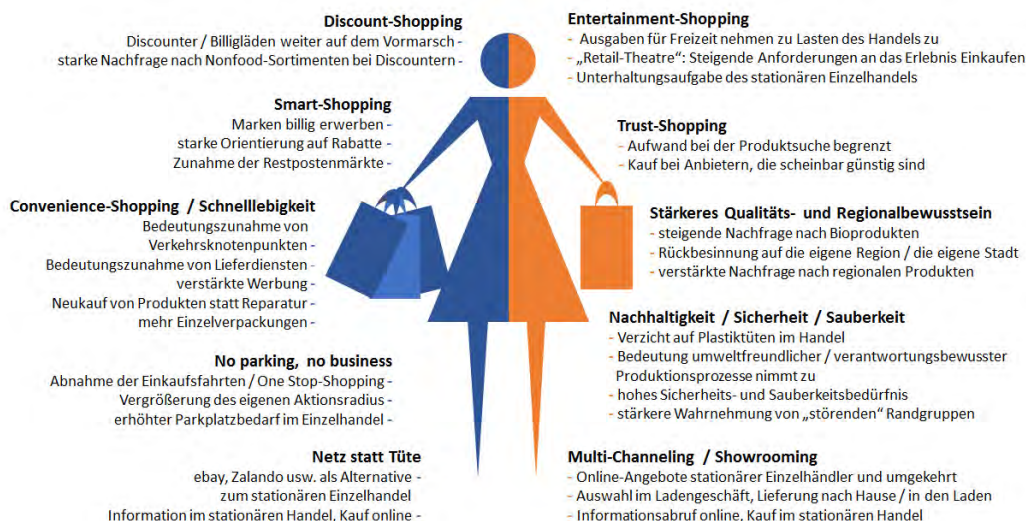 Discount-Shopping
Discounter / Billigläden weiter auf dem Vormarsch -
starke Nachfrage nach Nonfood-Sortimenten bei Discountern -
Smart-Shopping
Marken billig erwerben -
starke Orientierung auf Rabatte -
Zunahme der Restpostenmärkte -
Convenience-Shopping / Schnelllebigkeit
Bedeutungszunahme von
Verkehrsknotenpunkten -
Bedeutungszunahme von Lieferdiensten -
verstärkte Werbung -
Neukauf von Produkten statt Reparatur -
mehr Einzelverpackungen -
No parking, no business
Abnahme der Einkaufsfahrten / One Stop-Shopping -
Vergrößerung des eigenen Aktionsradius -
erhöhter Parkplatzbedarf im Einzelhandel -
Netz statt Tüte
ebay, Zalando usw. als Alternative -
zum stationären Einzelhandel
Information im stationären Handel, Kauf online -
Entertainment-Shopping
- Ausgaben für Freizeit nehmen zu Lasten des Handels zu
- „Retail-Theatre“: Steigende Anforderungen an das Erlebnis Einkaufen
- Unterhaltungsaufgabe des stationären Einzelhandels
Trust-Shopping
- Aufwand bei der Produktsuche begrenzt
- Kauf bei Anbietern, die scheinbar günstig sind
Stärkeres Qualitäts- und Regionalbewusstsein
- steigende Nachfrage nach Bioprodukten
- Rückbesinnung auf die eigene Region / die eigene Stadt
- verstärkte Nachfrage nach regionalen Produkten
Nachhaltigkeit / Sicherheit / Sauberkeit
- Verzicht auf Plastiktüten im Handel
- Bedeutung umweltfreundlicher / verantwortungsbewusster
Produktionsprozesse nimmt zu
- hohes Sicherheits- und Sauberkeitsbedürfnis
- stärkere Wahrnehmung von „störenden“ Randgruppen
Multi-Channeling / Showrooming
- Online-Angebote stationärer Einzelhändler und umgekehrt
- Auswahl im Ladengeschäft, Lieferung nach Hause / in den Laden
- Informationsabruf online, Kauf im stationären Handel